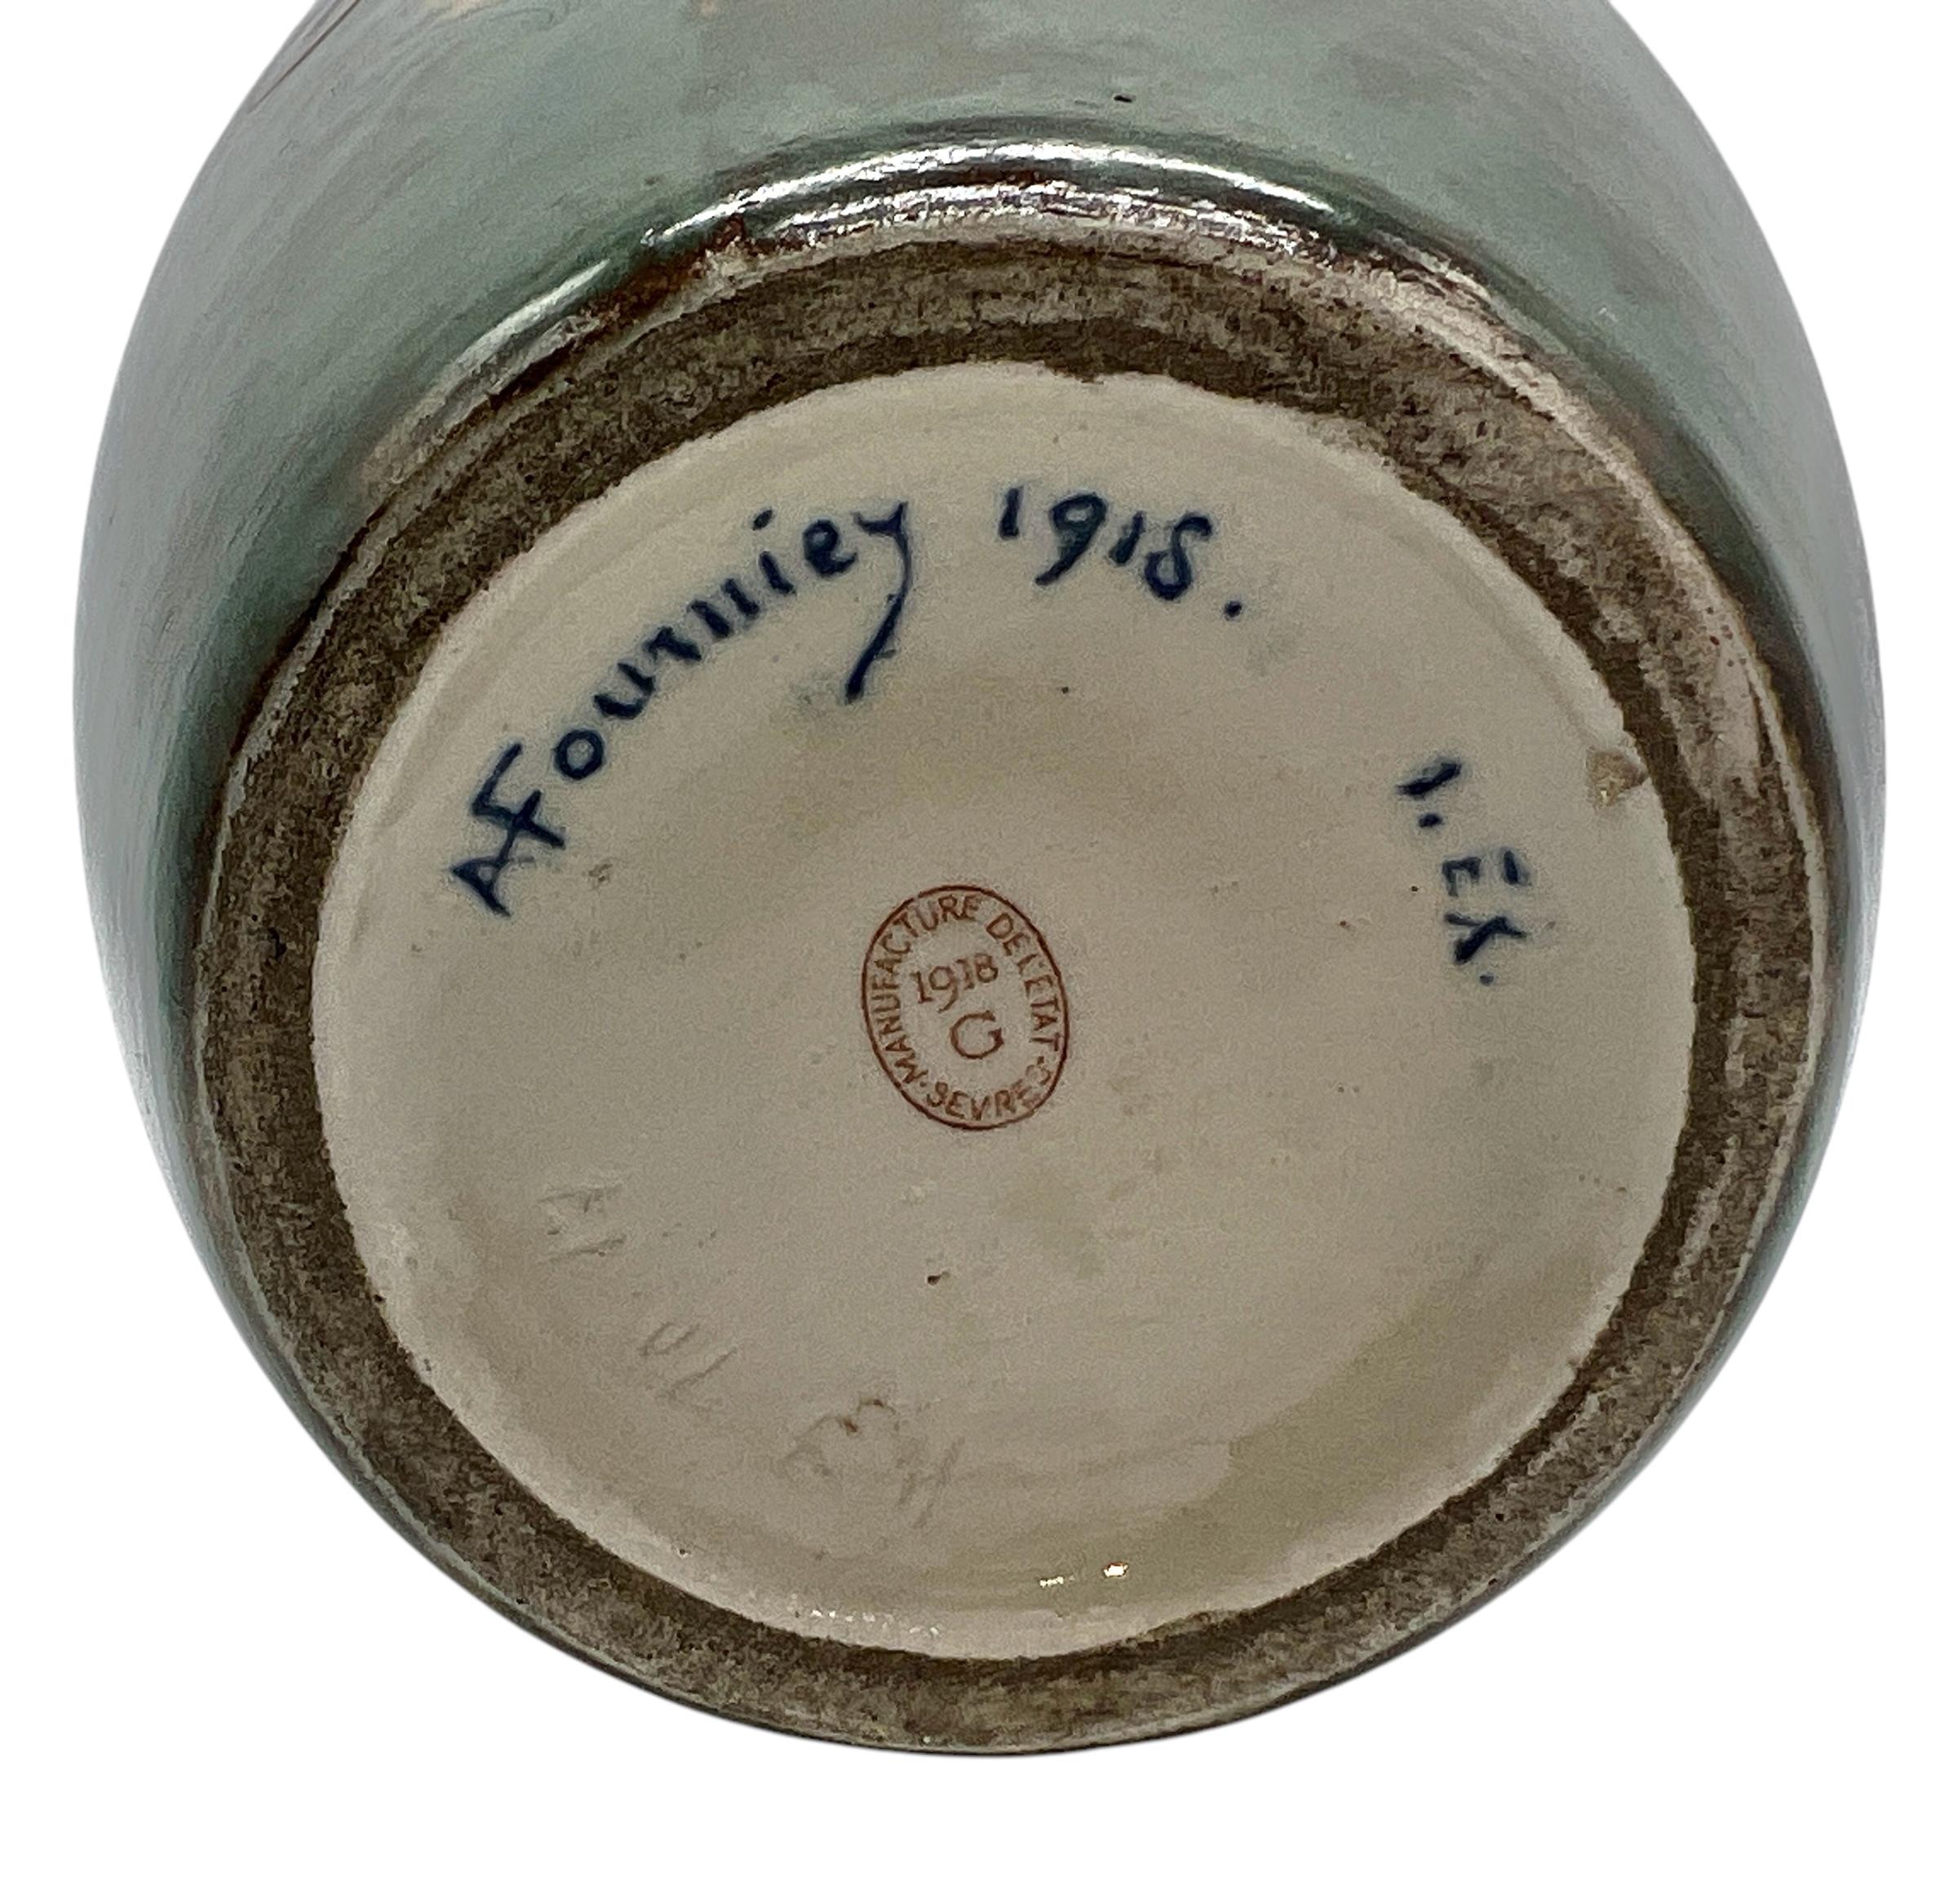 AFournier 1918.
1. EX.
MANUFACTURE DE L'ETAT · SEVRES ·
1918
G